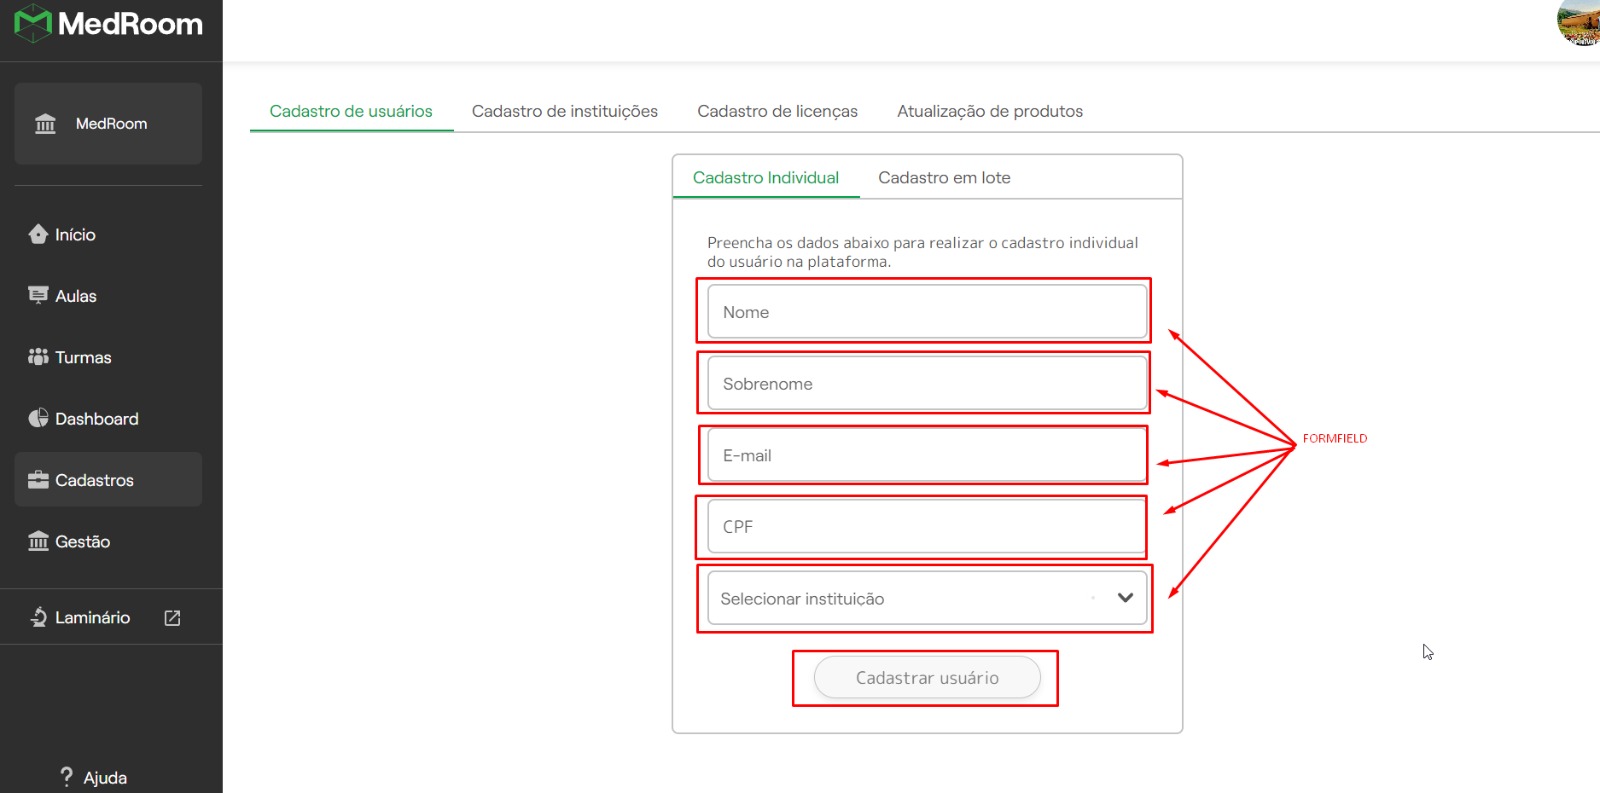 MedRoom
MedRoom
Início
Aulas
Turmas
Dashboard
Cadastros
Gestão
Laminário
? Ajuda
Cadastro de usuários
Cadastro de instituições
Cadastro de licenças
Atualização de produtos
Cadastro Individual
Cadastro em lote
Preencha os dados abaixo para realizar o cadastro individual
do usuário na plataforma.
Nome
Sobrenome
E-mail
CPF
Selecionar instituição
Cadastrar usuário
FORMFIELD